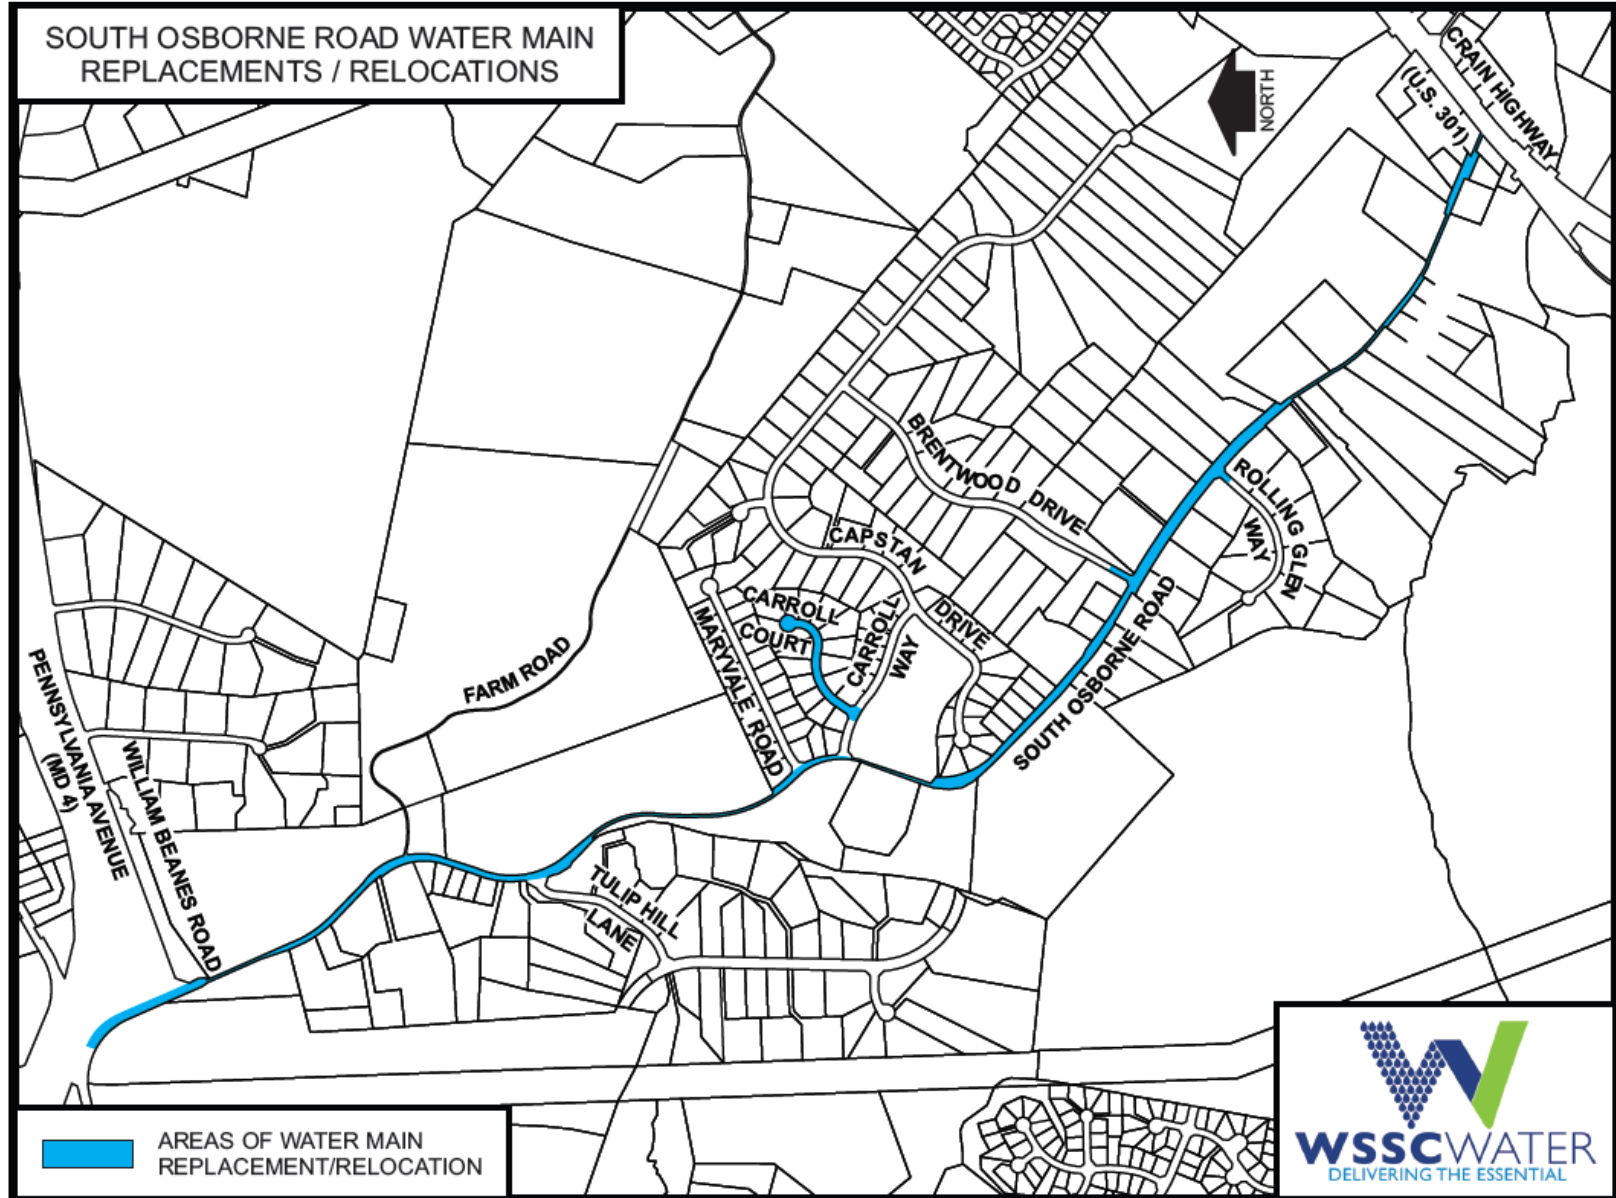 SOUTH OSBORNE ROAD WATER MAIN
REPLACEMENTS / RELOCATIONS
CRAIN HIGHWAY
(U.S. 301)
NORTH
BRENTWOOD DRIVE
ROLLING GLEN
WAY
CAPSTAN
DRIVE
CARROLL
COURT
CARROLL
WAY
MARYVALE ROAD
SOUTH OSBORNE ROAD
FARM ROAD
PENNSYLVANIA AVENUE
(MD 4)
WILLIAM BEANES ROAD
TULIP HILL
LANE
AREAS OF WATER MAIN
REPLACEMENT/RELOCATION
WSSCWATER
DELIVERING THE ESSENTIAL